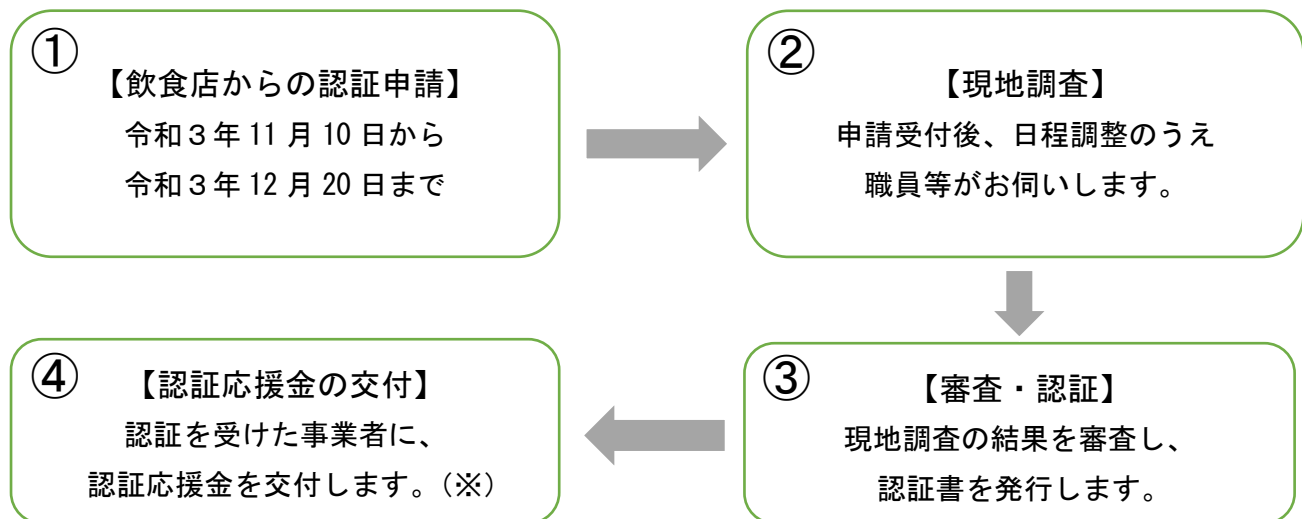 ①
【飲食店からの認証申請】
令和３年 11 月 10 日から
令和３年 12 月 20 日まで
②
【現地調査】
申請受付後、日程調整のうえ
職員等がお伺いします。
③
【審査・認証】
現地調査の結果を審査し、
認証書を発行します。
④
【認証応援金の交付】
認証を受けた事業者に、
認証応援金を交付します。（※）